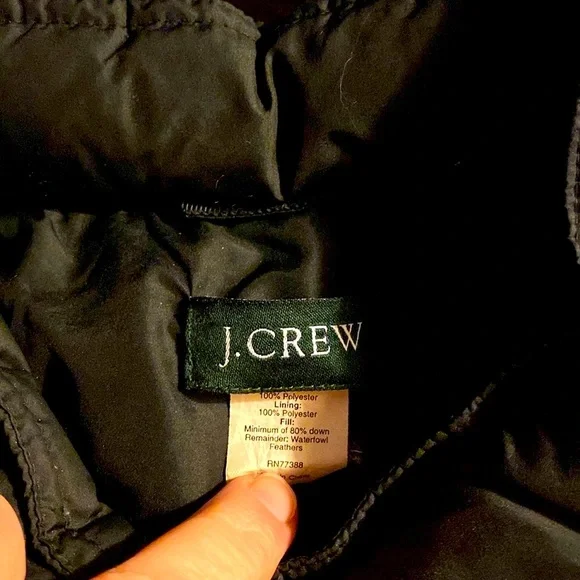 J.CREW
100% Polyester
Lining:
100% Polyester
Fill:
Minimum of 80% down
Remainder: Waterfowl
Feathers
RN77388